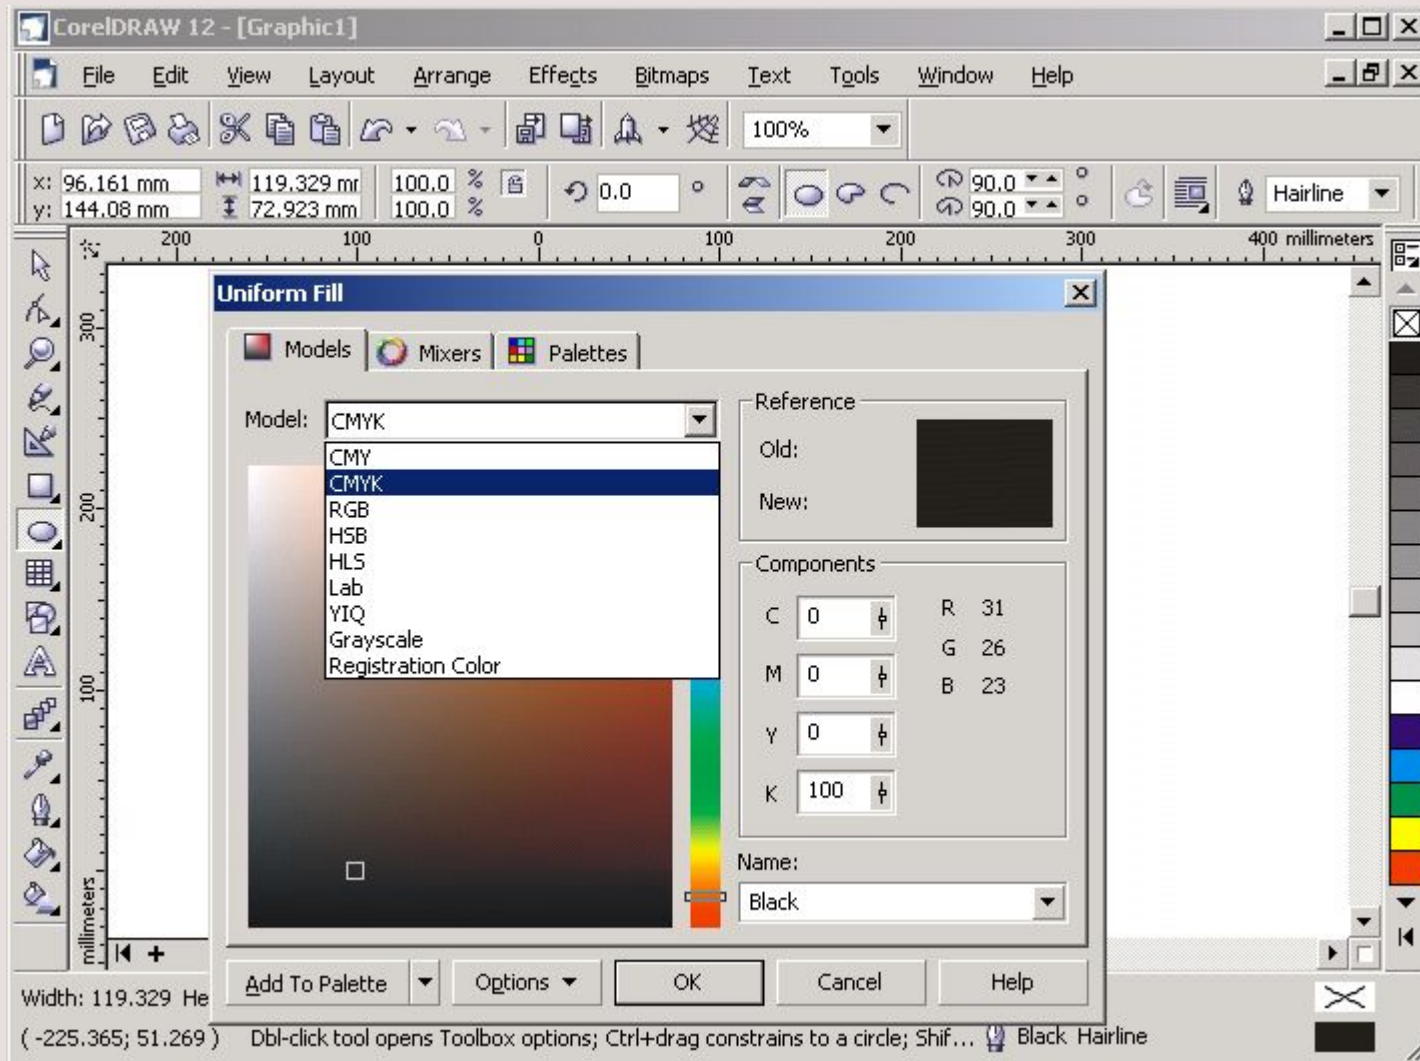 CorelDRAW 12 - [Graphic1]
File Edit View Layout Arrange Effects Bitmaps Text Tools Window Help
100%
x: 96.161 mm 119.329 mr 100.0 % 0.0 ° 90.0 ° Hairline
y: 144.08 mm 72.923 mm 100.0 % 90.0 °
200 100 0 100 200 300 400 millimeters
300
200
100
millimeters
Uniform Fill
Models Mixers Palettes
Model: CMYK
CMY
CMYK
RGB
HSB
HLS
Lab
YIQ
Grayscale
Registration Color
Reference
Old:
New:
Components
C 0 R 31
M 0 G 26
Y 0 B 23
K 100
Name:
Black
Add To Palette Options OK Cancel Help
Width: 119.329 He
( -225.365; 51.269 ) Dbl-click tool opens Toolbox options; Ctrl+drag constrains to a circle; Shif... Black Hairline